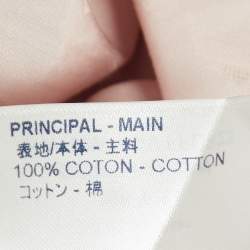 PRINCIPAL - MAIN
表地/本体 - 主料
100% COTON - COTTON
コットン - 棉